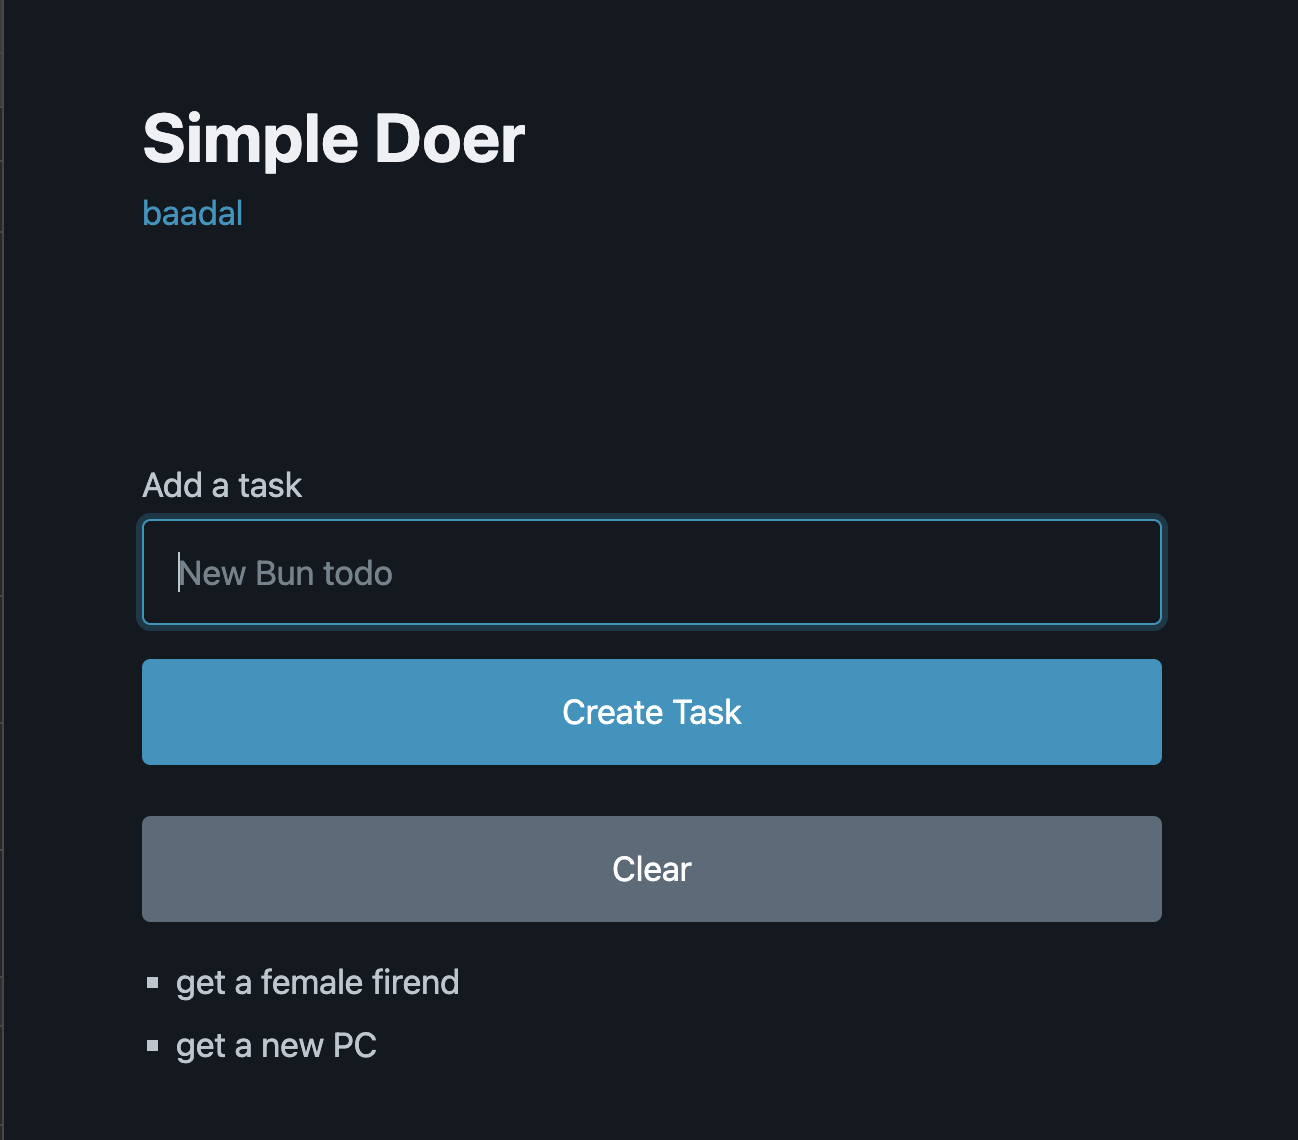 Simple Doer
baadal
Add a task
New Bun todo
Create Task
Clear
get a female firend
get a new PC